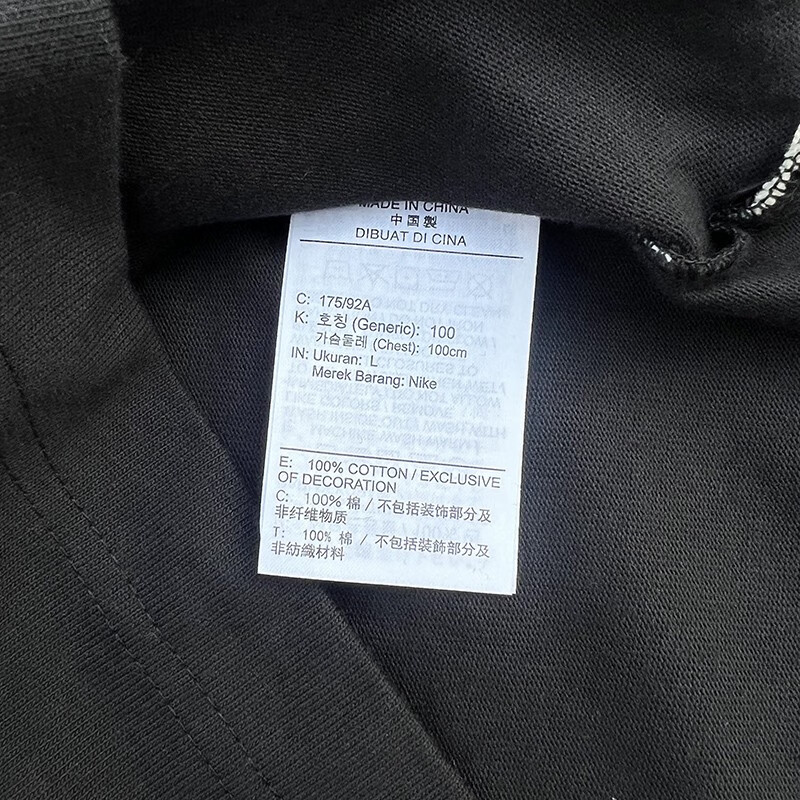 MADE IN CHINA
中国製
DIBUAT DI CINA
C: 175/92A
K: 호칭 (Generic): 100
가슴둘레 (Chest): 100cm
IN: Ukuran: L
Merek Barang: Nike
E: 100% COTTON / EXCLUSIVE
OF DECORATION
C: 100% 棉 / 不包括装饰部分及
非纤维物质
T: 100% 棉 / 不包括裝飾部分及
非紡織材料